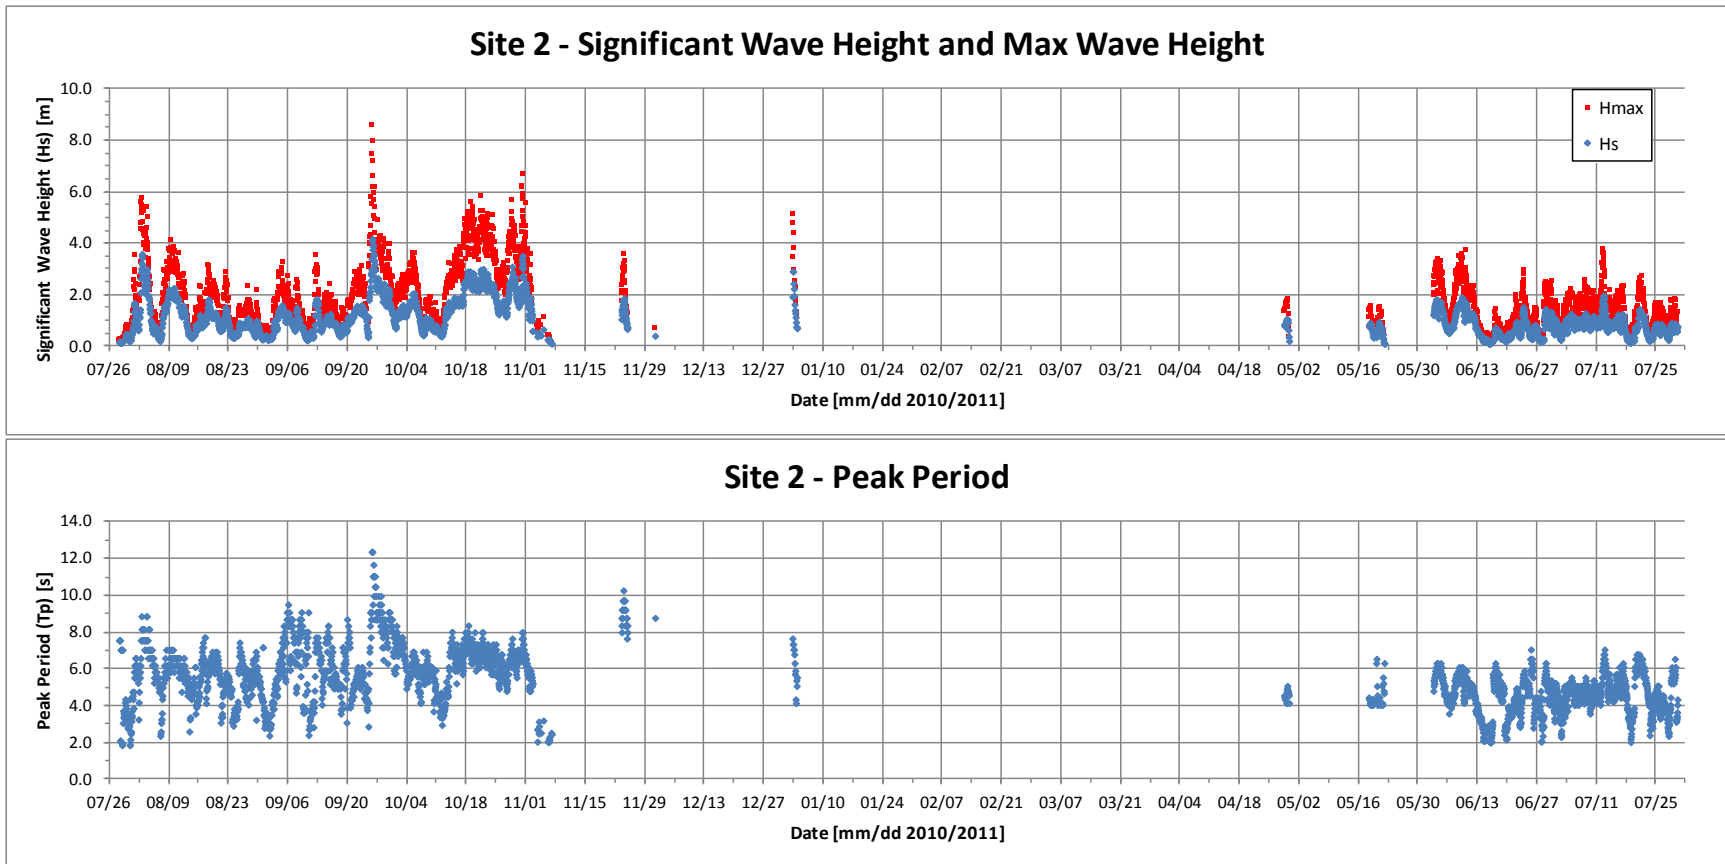 Site 2 - Significant Wave Height and Max Wave Height
Significant Wave Height (Hs) [m]
10.0
8.0
6.0
4.0
2.0
0.0
Hmax
Hs
07/26 08/09 08/23 09/06 09/20 10/04 10/18 11/01 11/15 11/29 12/13 12/27 01/10 01/24 02/07 02/21 03/07 03/21 04/04 04/18 05/02 05/16 05/30 06/13 06/27 07/11 07/25
Date [mm/dd 2010/2011]
Site 2 - Peak Period
Peak Period (Tp) [s]
14.0
12.0
10.0
8.0
6.0
4.0
2.0
0.0
07/26 08/09 08/23 09/06 09/20 10/04 10/18 11/01 11/15 11/29 12/13 12/27 01/10 01/24 02/07 02/21 03/07 03/21 04/04 04/18 05/02 05/16 05/30 06/13 06/27 07/11 07/25
Date [mm/dd 2010/2011]